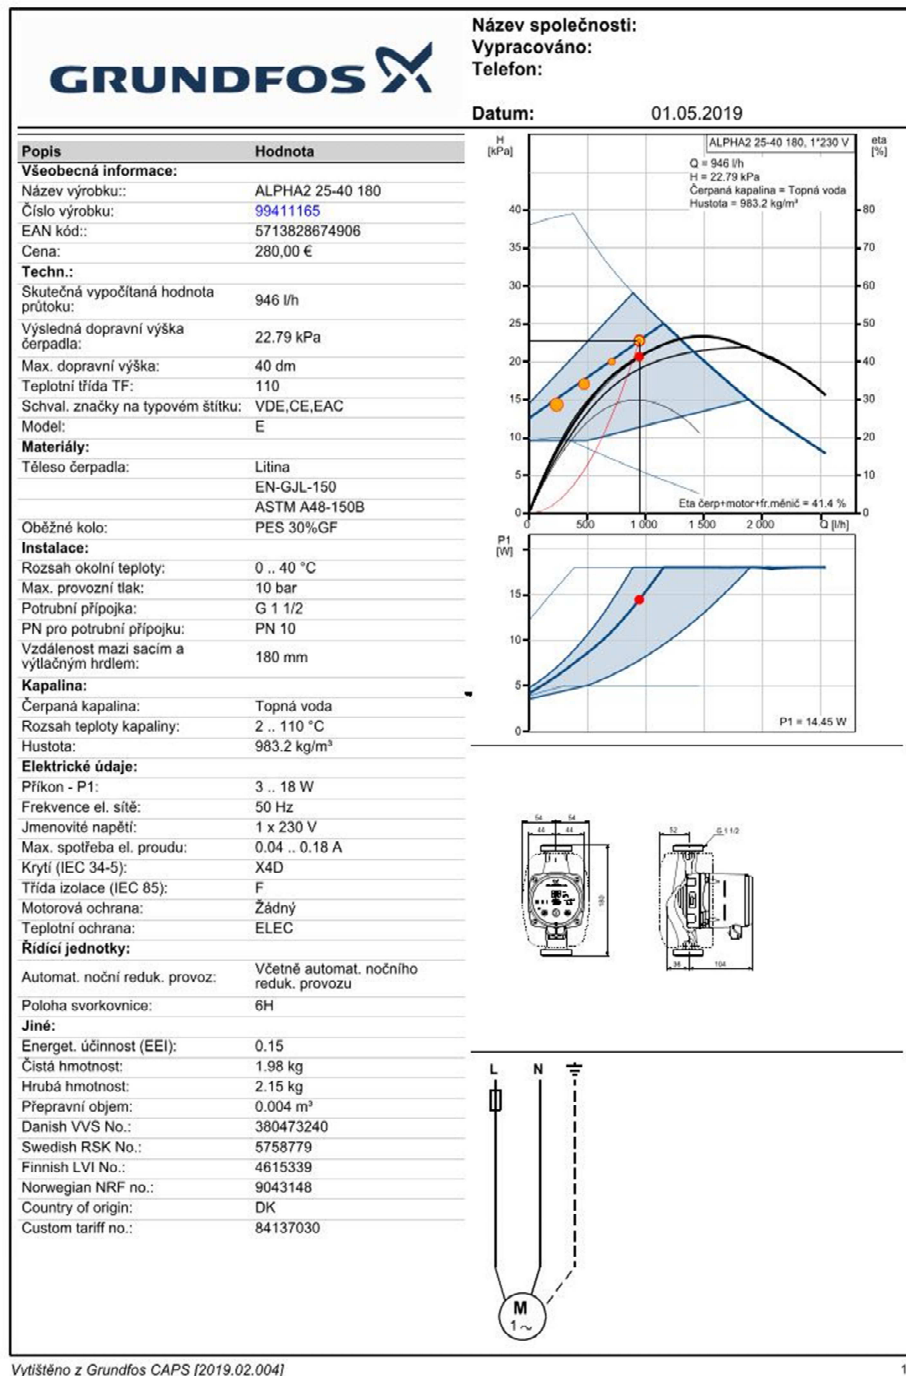 GRUNDFOS
Název společnosti:
Vypracováno:
Telefon:
Datum: 01.05.2019
Popis Hodnota
Všeobecná informace:
Název výrobku:: ALPHA2 25-40 180
Číslo výrobku: 99411165
EAN kód:: 5713828674906
Cena: 280,00 €
Techn.:
Skutečná vypočítaná hodnota
průtoku: 946 l/h
Výsledná dopravní výška
čerpadla: 22.79 kPa
Max. dopravní výška: 40 dm
Teplotní třída TF: 110
Schval. značky na typovém štítku: VDE,CE,EAC
Model: E
Materiály:
Těleso čerpadla: Litina
EN-GJL-150
ASTM A48-150B
Oběžné kolo: PES 30%GF
Instalace:
Rozsah okolní teploty: 0 .. 40 °C
Max. provozní tlak: 10 bar
Potrubní přípojka: G 1 1/2
PN pro potrubní přípojku: PN 10
Vzdálenost mazi sacím a
výtlačným hrdlem: 180 mm
Kapalina:
Čerpaná kapalina: Topná voda
Rozsah teploty kapaliny: 2 .. 110 °C
Hustota: 983.2 kg/m³
Elektrické údaje:
Příkon - P1: 3 .. 18 W
Frekvence el. sítě: 50 Hz
Jmenovité napětí: 1 x 230 V
Max. spotřeba el. proudu: 0.04 .. 0.18 A
Krytí (IEC 34-5): X4D
Třída izolace (IEC 85): F
Motorová ochrana: Žádný
Teplotní ochrana: ELEC
Řídící jednotky:
Automat. noční reduk. provoz: Včetně automat. nočního
reduk. provozu
Poloha svorkovnice: 6H
Jiné:
Energet. účinnost (EEI): 0.15
Čistá hmotnost: 1.98 kg
Hrubá hmotnost: 2.15 kg
Přepravní objem: 0.004 m³
Danish VVS No.: 380473240
Swedish RSK No.: 5758779
Finnish LVI No.: 4615339
Norwegian NRF no.: 9043148
Country of origin: DK
Custom tariff no.: 84137030
H
[kPa]
ALPHA2 25-40 180, 1*230 V
eta
[%]
Q = 946 l/h
H = 22.79 kPa
Čerpaná kapalina = Topná voda
Hustota = 983.2 kg/m³
40 80
35 70
30 60
25 50
20 40
15 30
10 20
5 10
Eta čerp+motor+fr.měnič = 41.4 %
0 0
0 500 1 000 1 500 2 000 Q [l/h]
P1
[W]
15
10
5
P1 = 14.45 W
0
54 54
44 44
180
52
G 1 1/2
36 104
L N
M
1~
Vytištěno z Grundfos CAPS [2019.02.004] 1